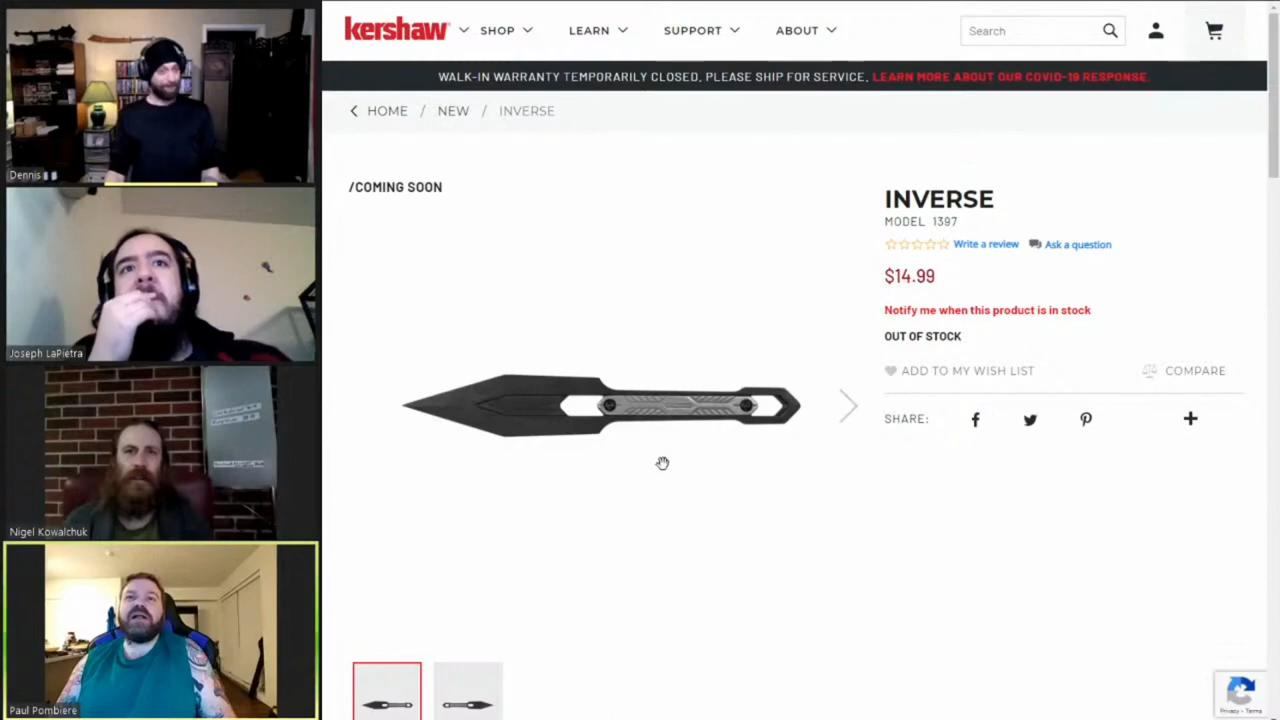 Dennis
Joseph LaPietra
Nigel Kowalchuk
Paul Pombiere
kershaw
SHOP
LEARN
SUPPORT
ABOUT
Search
WALK-IN WARRANTY TEMPORARILY CLOSED, PLEASE SHIP FOR SERVICE. LEARN MORE ABOUT OUR COVID-19 RESPONSE.
HOME / NEW / INVERSE
/COMING SOON
INVERSE
MODEL 1397
Write a review
Ask a question
$14.99
Notify me when this product is in stock
OUT OF STOCK
ADD TO MY WISH LIST
COMPARE
SHARE:
Privacy - Terms